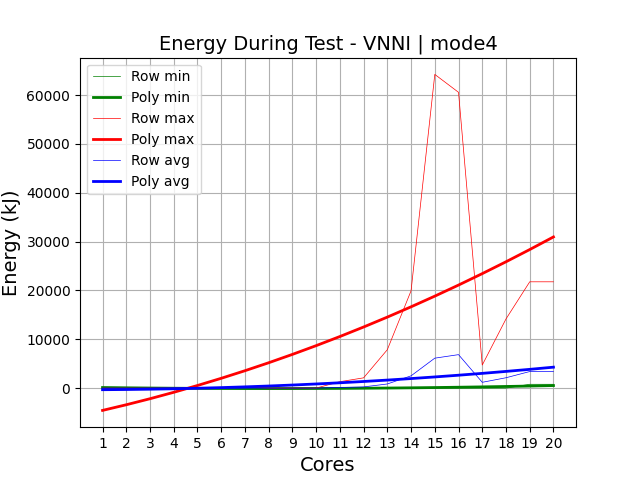 Energy During Test - VNNI | mode4
Row min
Poly min
Row max
Poly max
Row avg
Poly avg
Energy (kJ)
60000
50000
40000
30000
20000
10000
0
1 2 3 4 5 6 7 8 9 10 11 12 13 14 15 16 17 18 19 20
Cores